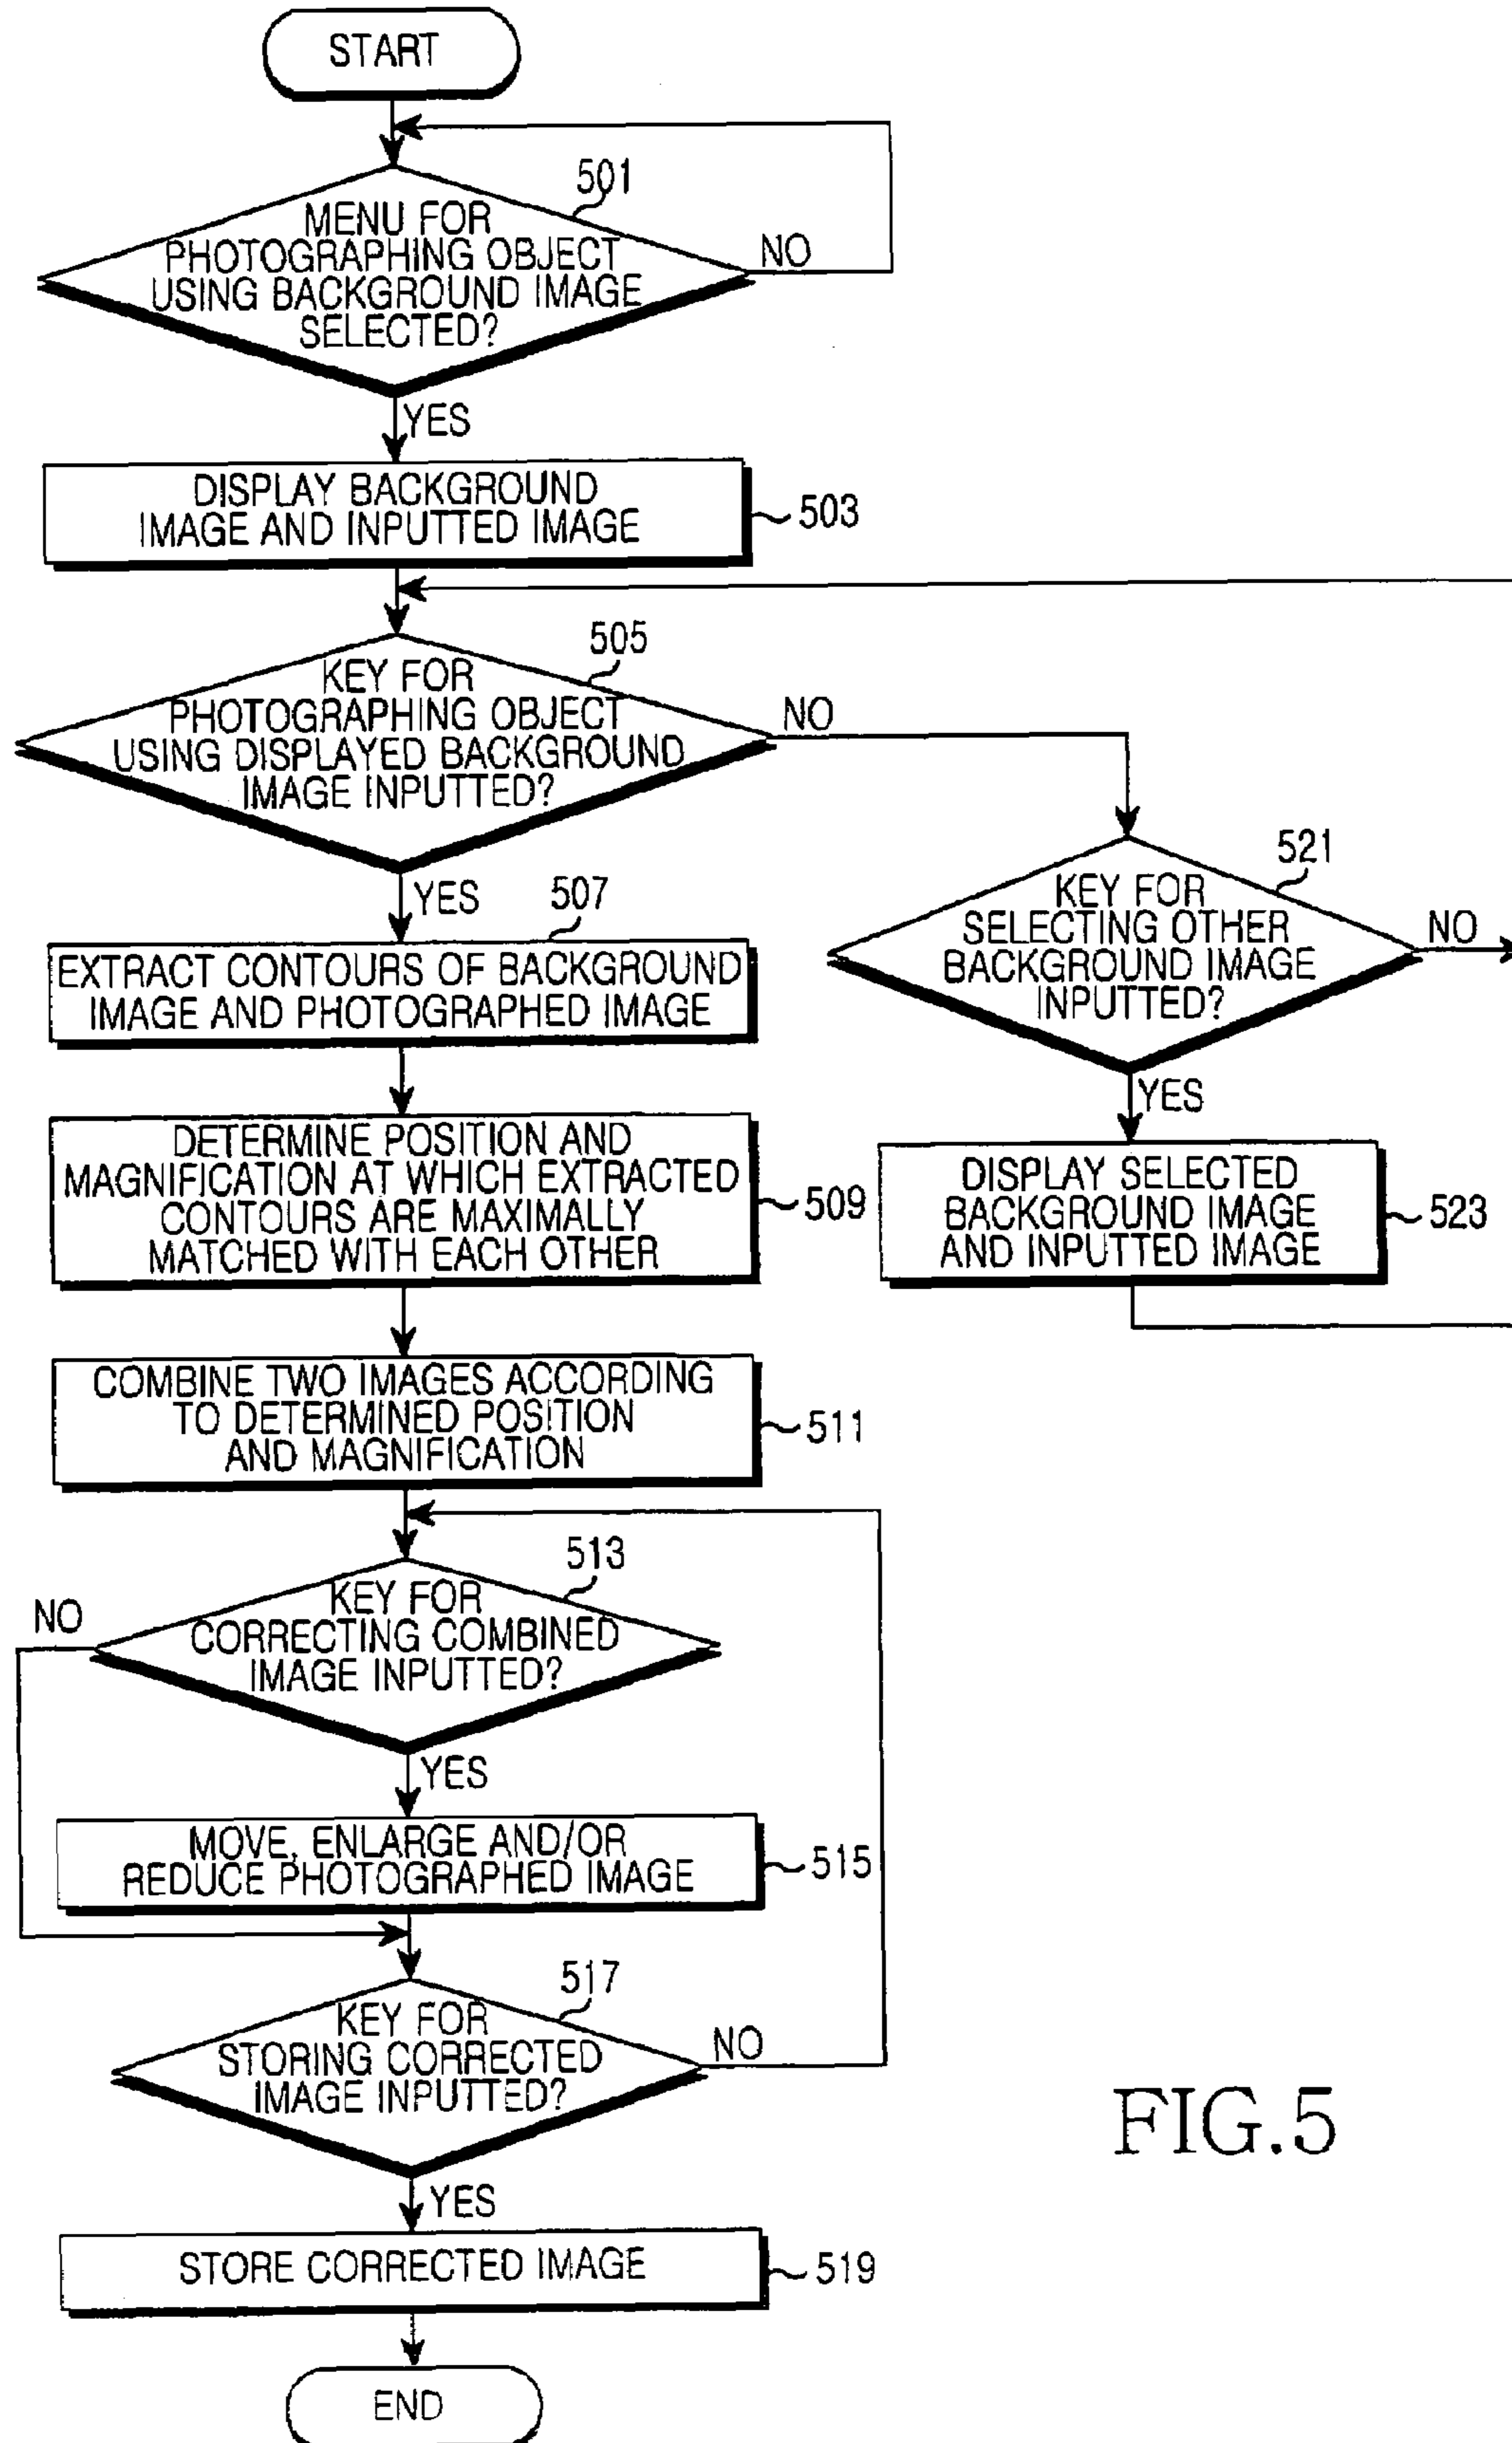 START
501
MENU FOR
PHOTOGRAPHING OBJECT
USING BACKGROUND IMAGE
SELECTED?
NO
YES
DISPLAY BACKGROUND
IMAGE AND INPUTTED IMAGE
503
505
KEY FOR
PHOTOGRAPHING OBJECT
USING DISPLAYED BACKGROUND
IMAGE INPUTTED?
NO
YES
521
KEY FOR
SELECTING OTHER
BACKGROUND IMAGE
INPUTTED?
NO
YES
507
EXTRACT CONTOURS OF BACKGROUND
IMAGE AND PHOTOGRAPHED IMAGE
DETERMINE POSITION AND
MAGNIFICATION AT WHICH EXTRACTED
CONTOURS ARE MAXIMALLY
MATCHED WITH EACH OTHER
509
DISPLAY SELECTED
BACKGROUND IMAGE
AND INPUTTED IMAGE
523
COMBINE TWO IMAGES ACCORDING
TO DETERMINED POSITION
AND MAGNIFICATION
511
513
KEY FOR
CORRECTING COMBINED
IMAGE INPUTTED?
NO
YES
MOVE, ENLARGE AND/OR
REDUCE PHOTOGRAPHED IMAGE
515
517
KEY FOR
STORING CORRECTED
IMAGE INPUTTED?
NO
YES
STORE CORRECTED IMAGE
519
END
FIG.5